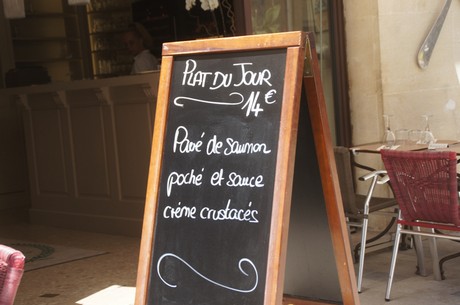 PLAT DU JOUR
14 €
Pavé de saumon
poché et sauce
crème crustacés